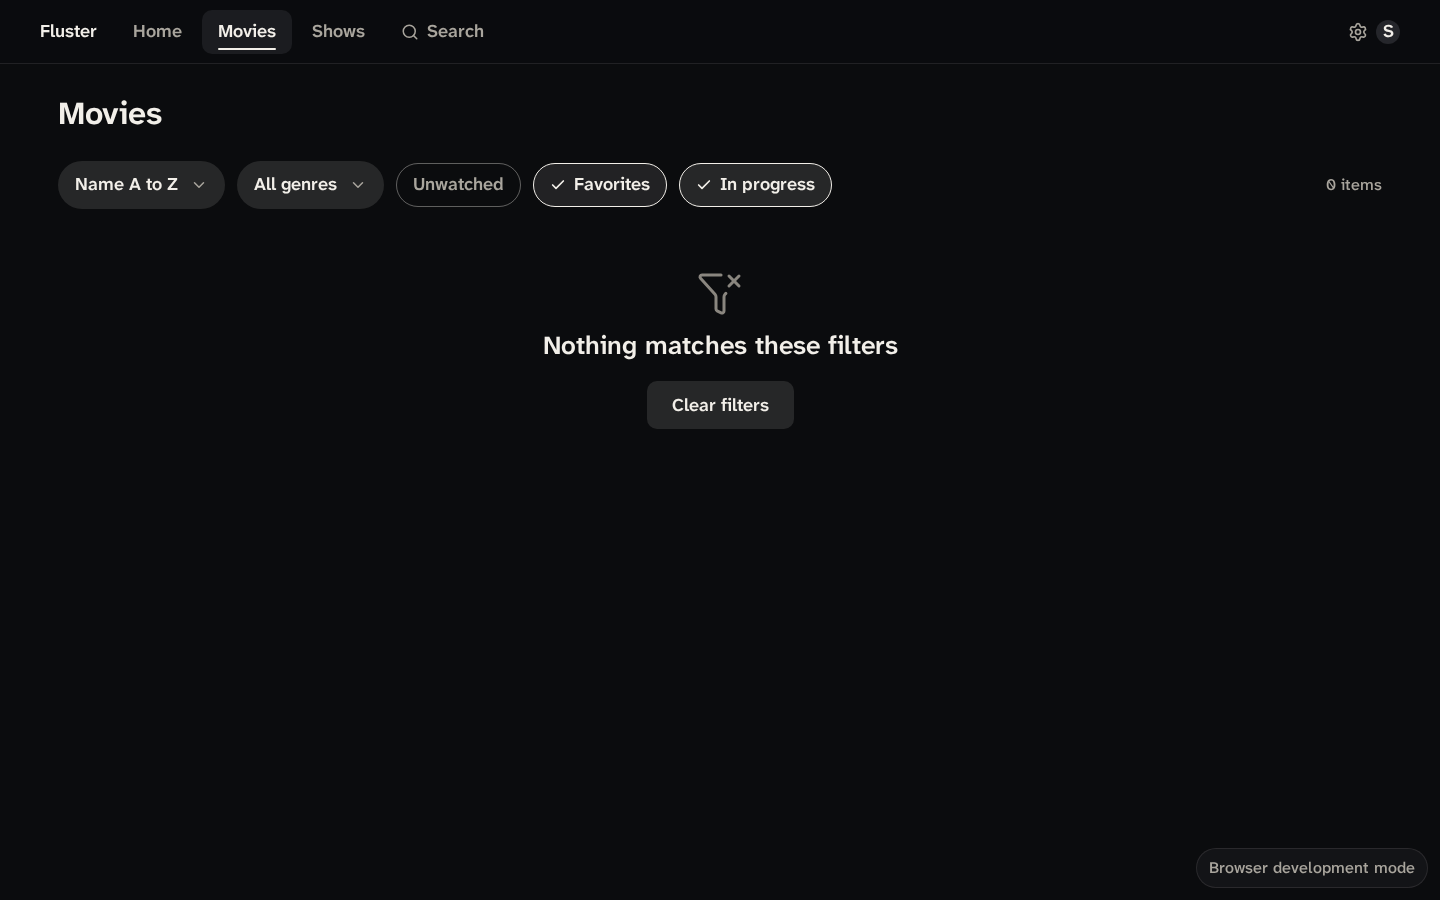 Fluster Home Movies Shows Search S
Movies
Name A to Z All genres Unwatched Favorites In progress 0 items
Nothing matches these filters
Clear filters
Browser development mode